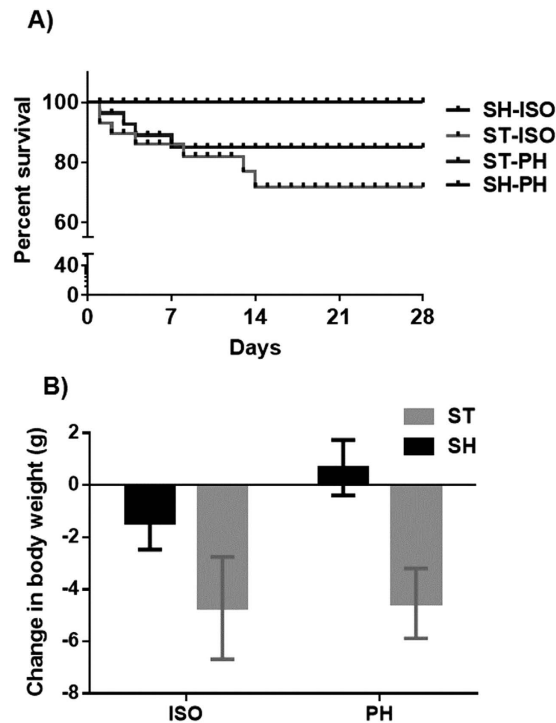 A)
Percent survival
100
80
60
40
0
0 7 14 21 28
Days
SH-ISO
ST-ISO
ST-PH
SH-PH
B)
Change in body weight (g)
2
0
-2
-4
-6
-8
ST
SH
ISO PH